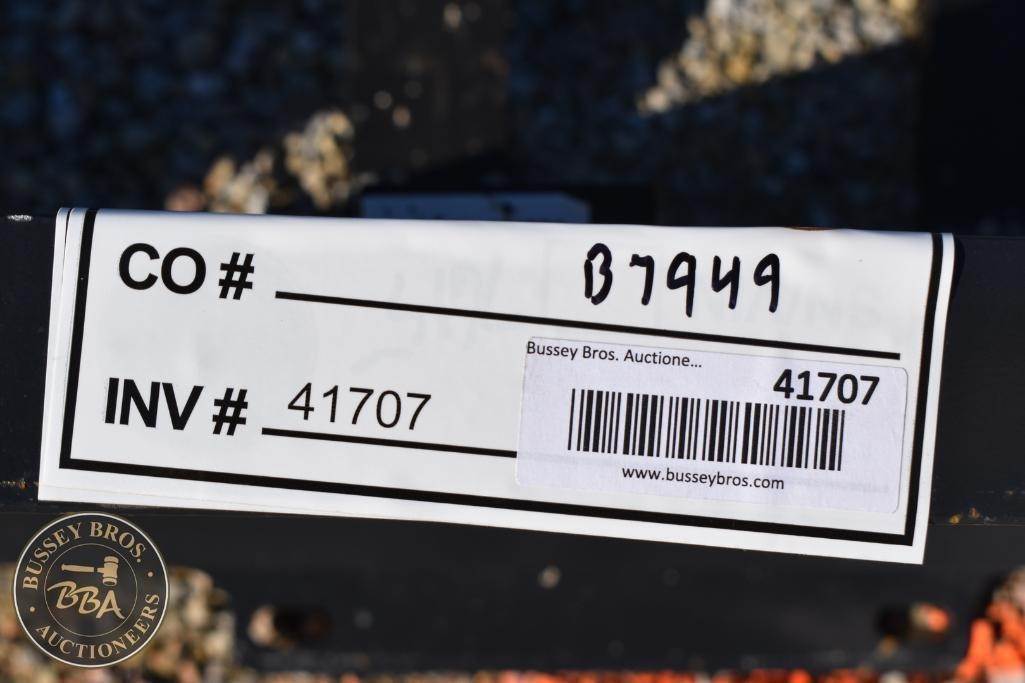 CO # B7949
INV # 41707
Bussey Bros. Auctione...
41707
www.busseybros.com
BUSSEY BROS.
BBA
AUCTIONEERS